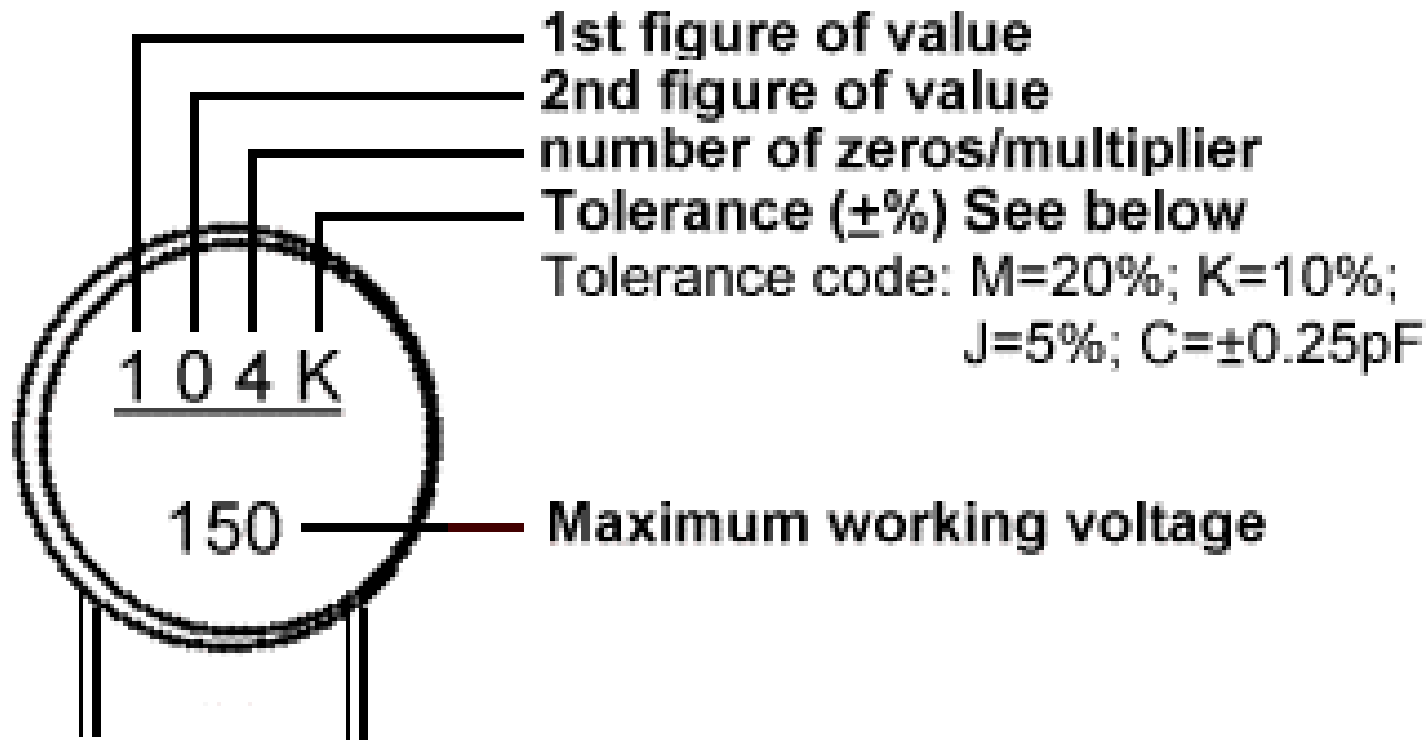 1st figure of value
2nd figure of value
number of zeros/multiplier
Tolerance (±%) See below
Tolerance code: M=20%; K=10%;
J=5%; C=±0.25pF
1 0 4 K
150
Maximum working voltage